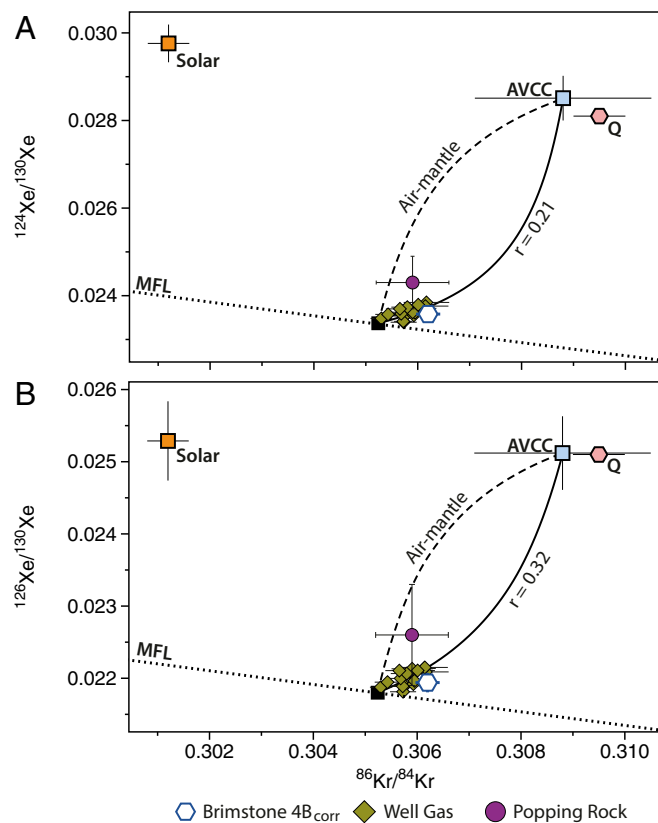 A
0.030
0.028
0.026
0.024
124Xe/130Xe
Solar
AVCC
Q
Air-mantle
r = 0.21
MFL
B
0.026
0.025
0.024
0.023
0.022
126Xe/130Xe
Solar
AVCC
Q
Air-mantle
r = 0.32
MFL
0.302 0.304 0.306 0.308 0.310
86Kr/84Kr
Brimstone 4Bcorr Well Gas Popping Rock